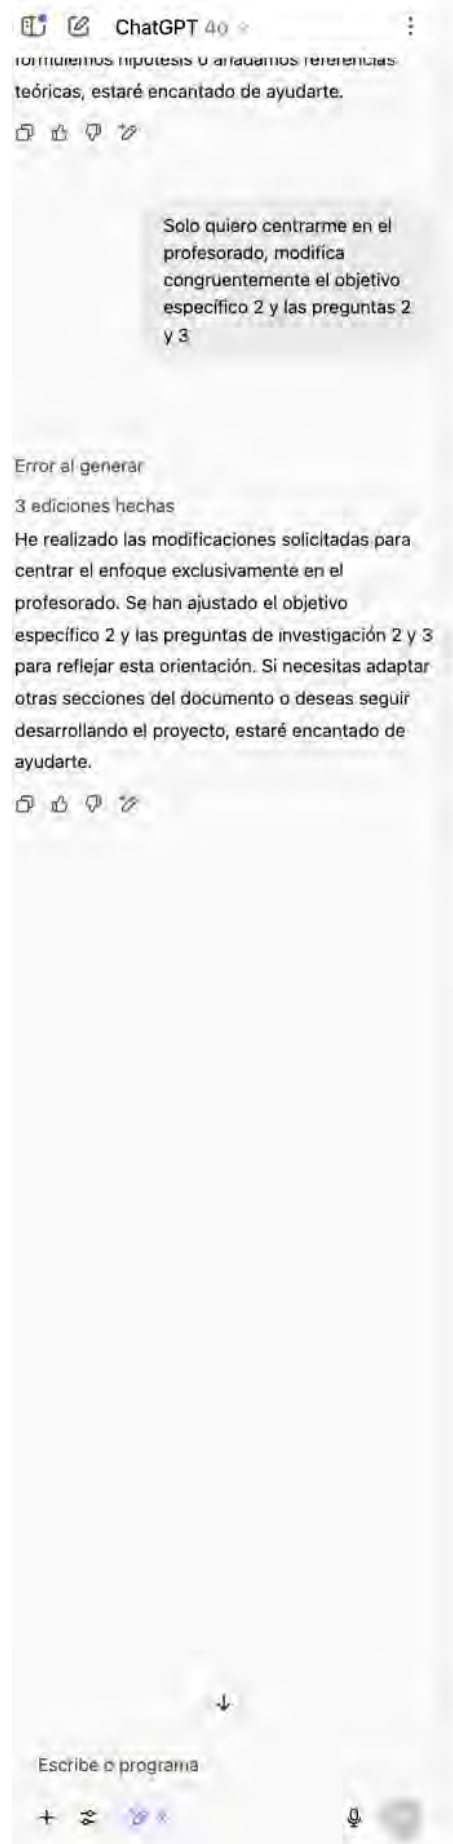 ChatGPT 4o
formulemos hipótesis o añadamos referencias
teóricas, estaré encantado de ayudarte.
Solo quiero centrarme en el
profesorado, modifica
congruentemente el objetivo
específico 2 y las preguntas 2
y 3
Error al generar
3 ediciones hechas
He realizado las modificaciones solicitadas para
centrar el enfoque exclusivamente en el
profesorado. Se han ajustado el objetivo
específico 2 y las preguntas de investigación 2 y 3
para reflejar esta orientación. Si necesitas adaptar
otras secciones del documento o deseas seguir
desarrollando el proyecto, estaré encantado de
ayudarte.
Escribe o programa